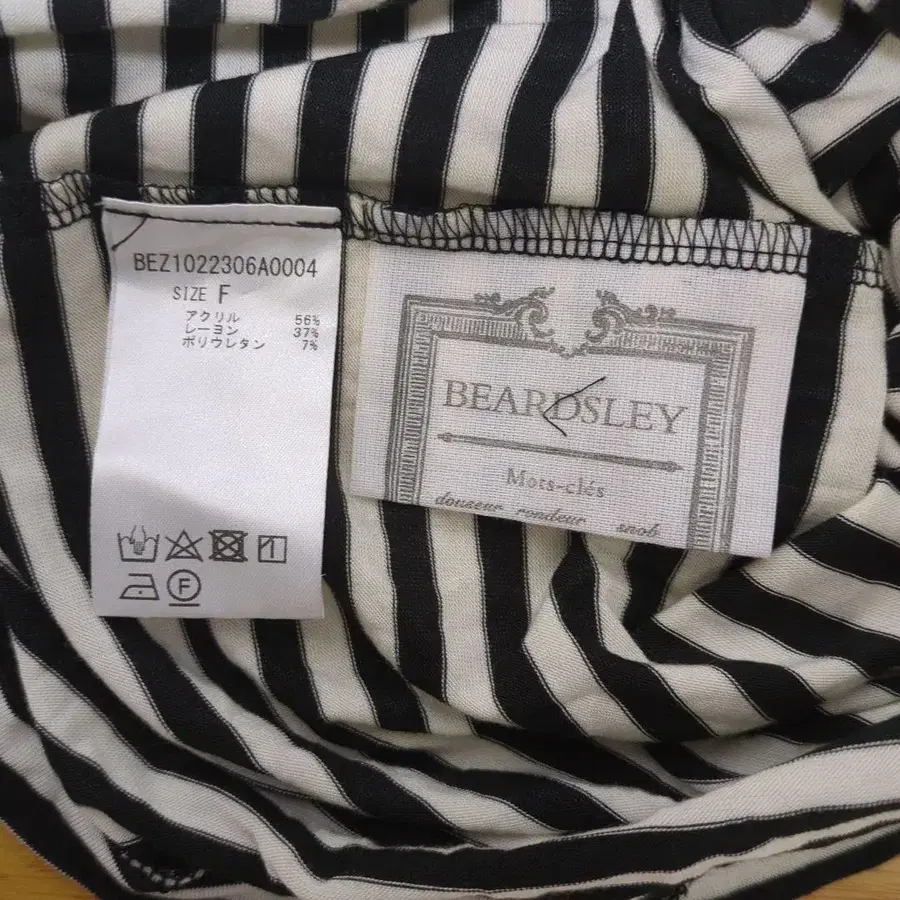 BEZ1022306A0004
SIZE F
アクリル 56%
レーヨン 37%
ポリウレタン 7%
F
BEARDSLEY
Mots-clés
douseur rondeur snob